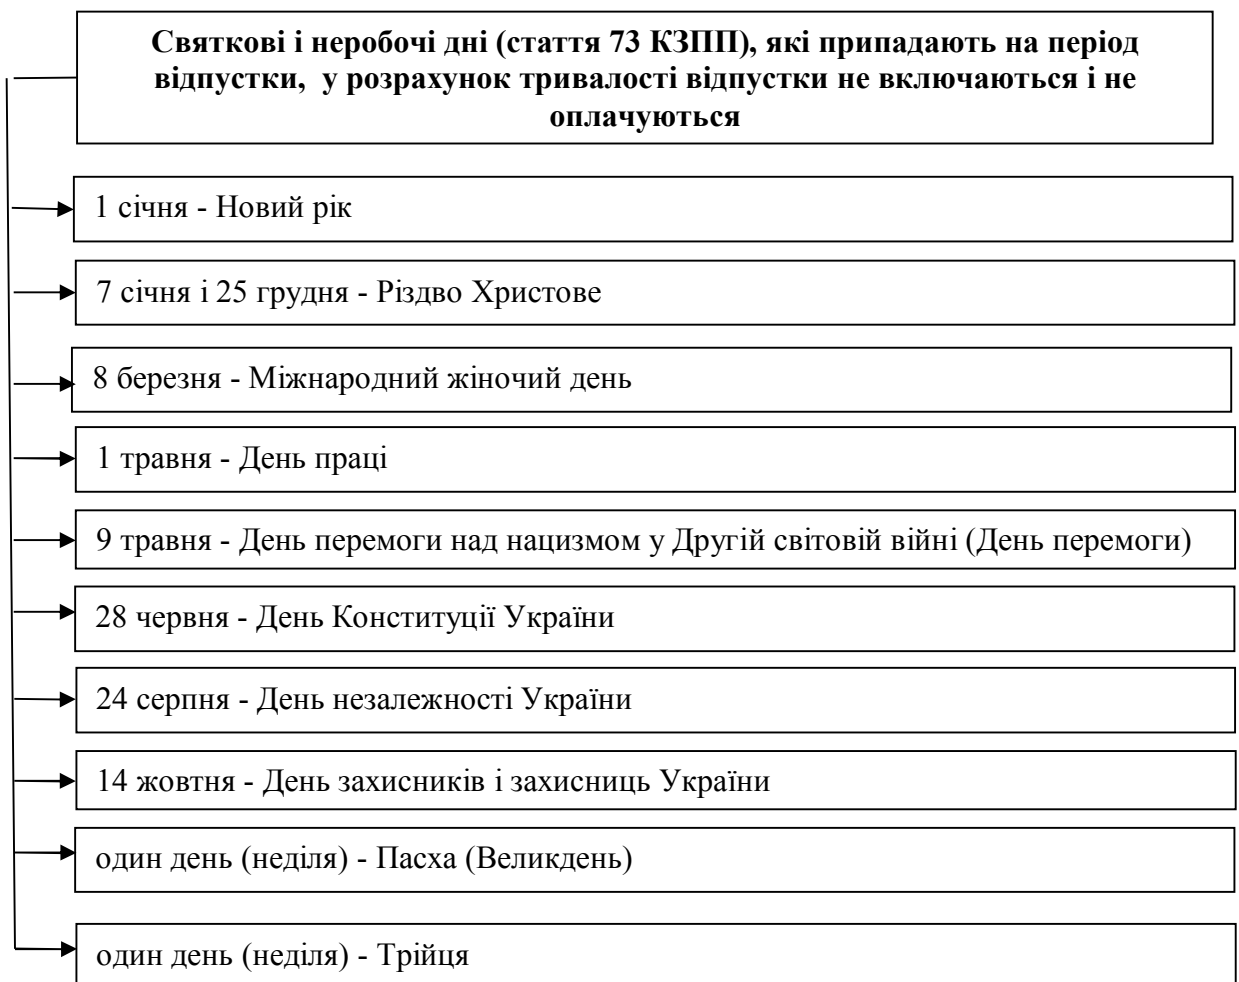 Святкові і неробочі дні (стаття 73 КЗПП), які припадають на період
відпустки, у розрахунок тривалості відпустки не включаються і не
оплачуються
1 січня - Новий рік
7 січня і 25 грудня - Різдво Христове
8 березня - Міжнародний жіночий день
1 травня - День праці
9 травня - День перемоги над нацизмом у Другій світовій війні (День перемоги)
28 червня - День Конституції України
24 серпня - День незалежності України
14 жовтня - День захисників і захисниць України
один день (неділя) - Пасха (Великдень)
один день (неділя) - Трійця